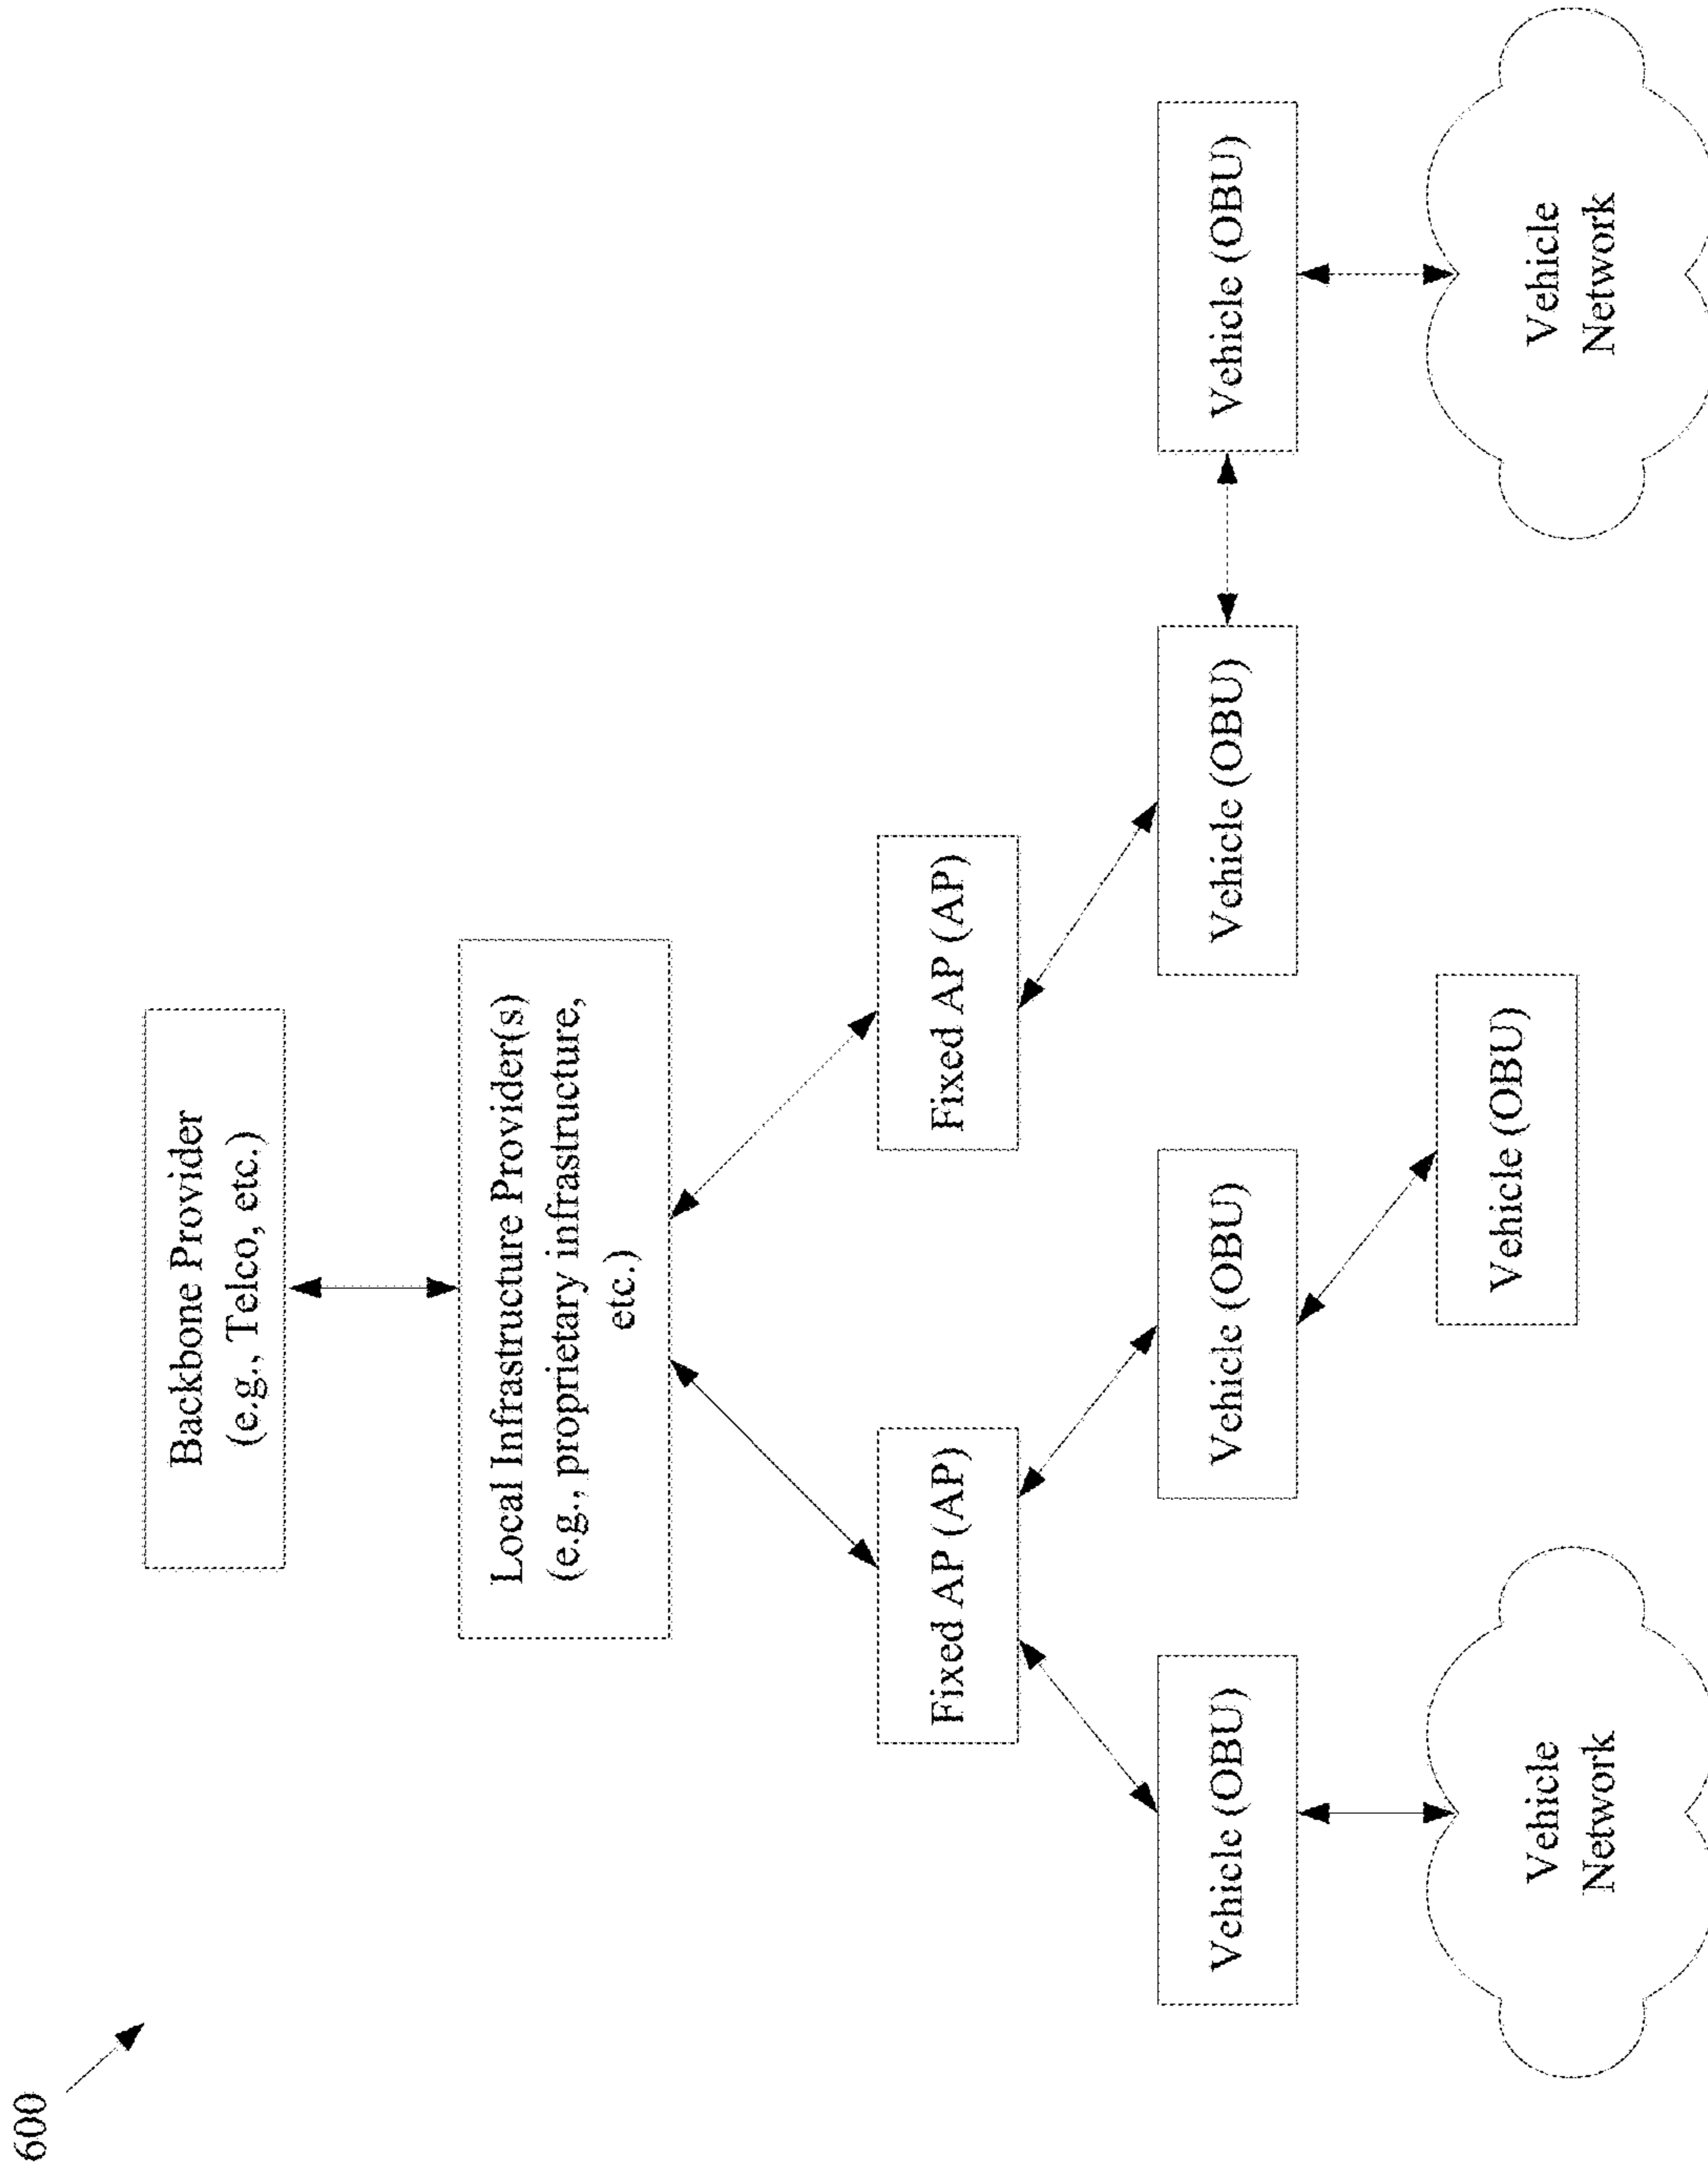 600
Backbone Provider
(e.g., Telco, etc.)
Local Infrastructure Provider(s)
(e.g., proprietary infrastructure,
etc.)
Fixed AP (AP)
Fixed AP (AP)
Vehicle (OBU)
Vehicle (OBU)
Vehicle (OBU)
Vehicle (OBU)
Vehicle
Network
Vehicle (OBU)
Vehicle
Network